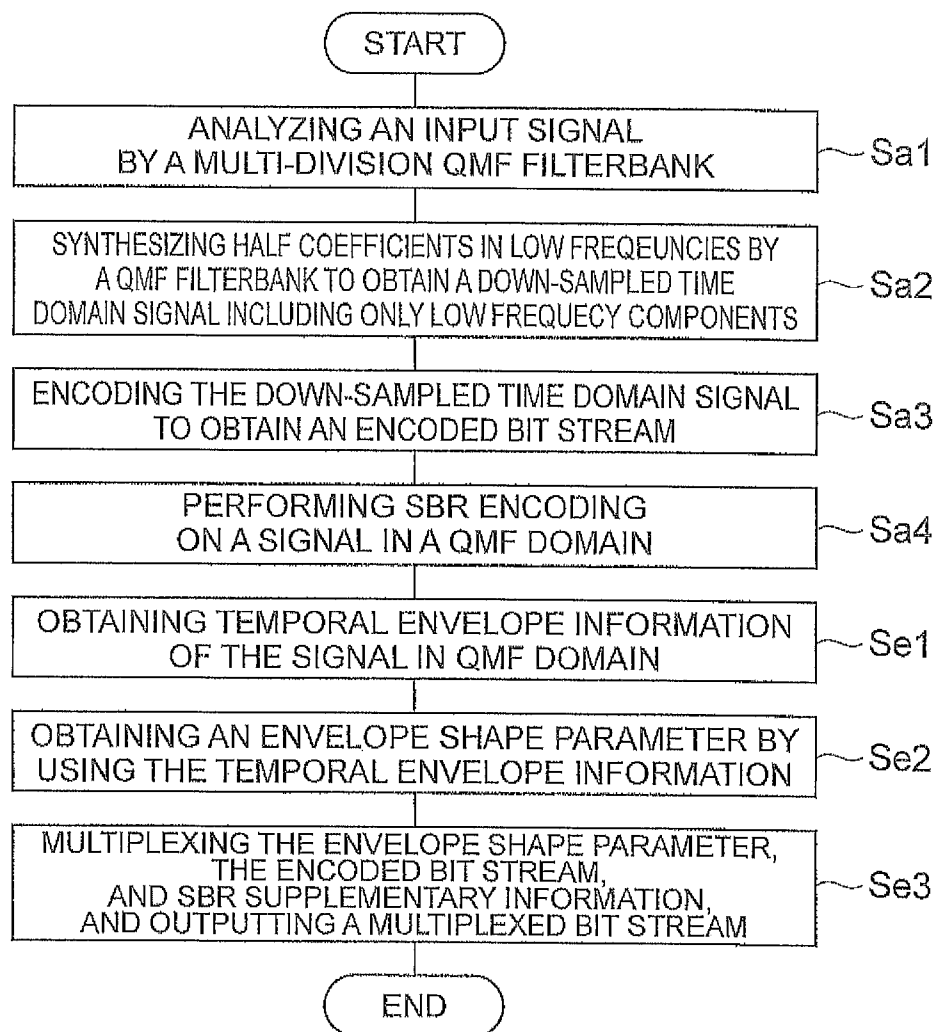 START
ANALYZING AN INPUT SIGNAL
BY A MULTI-DIVISION QMF FILTERBANK
Sa1
SYNTHESIZING HALF COEFFICIENTS IN LOW FREQEUNCIES BY
A QMF FILTERBANK TO OBTAIN A DOWN-SAMPLED TIME
DOMAIN SIGNAL INCLUDING ONLY LOW FREQUECY COMPONENTS
Sa2
ENCODING THE DOWN-SAMPLED TIME DOMAIN SIGNAL
TO OBTAIN AN ENCODED BIT STREAM
Sa3
PERFORMING SBR ENCODING
ON A SIGNAL IN A QMF DOMAIN
Sa4
OBTAINING TEMPORAL ENVELOPE INFORMATION
OF THE SIGNAL IN QMF DOMAIN
Se1
OBTAINING AN ENVELOPE SHAPE PARAMETER BY
USING THE TEMPORAL ENVELOPE INFORMATION
Se2
MULTIPLEXING THE ENVELOPE SHAPE PARAMETER,
THE ENCODED BIT STREAM,
AND SBR SUPPLEMENTARY INFORMATION,
AND OUTPUTTING A MULTIPLEXED BIT STREAM
Se3
END